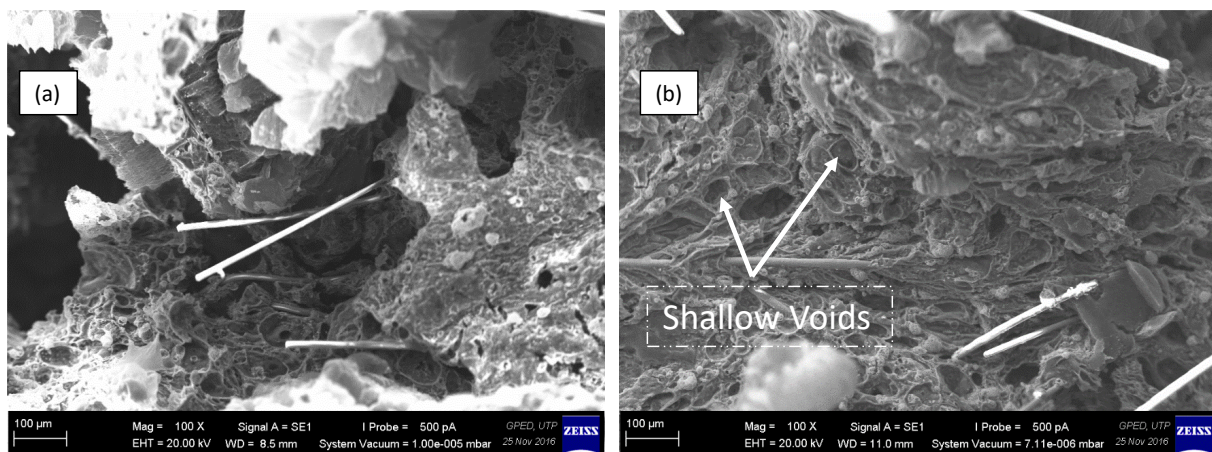 (a)
100 µm
Mag = 100 X
Signal A = SE1
I Probe = 500 pA
GPED, UTP
EHT = 20.00 kV
WD = 8.5 mm
System Vacuum = 1.00e-005 mbar
25 Nov 2016
ZEISS
(b)
Shallow Voids
100 µm
Mag = 100 X
Signal A = SE1
I Probe = 500 pA
GPED, UTP
EHT = 20.00 kV
WD = 11.0 mm
System Vacuum = 7.11e-006 mbar
25 Nov 2016
ZEISS